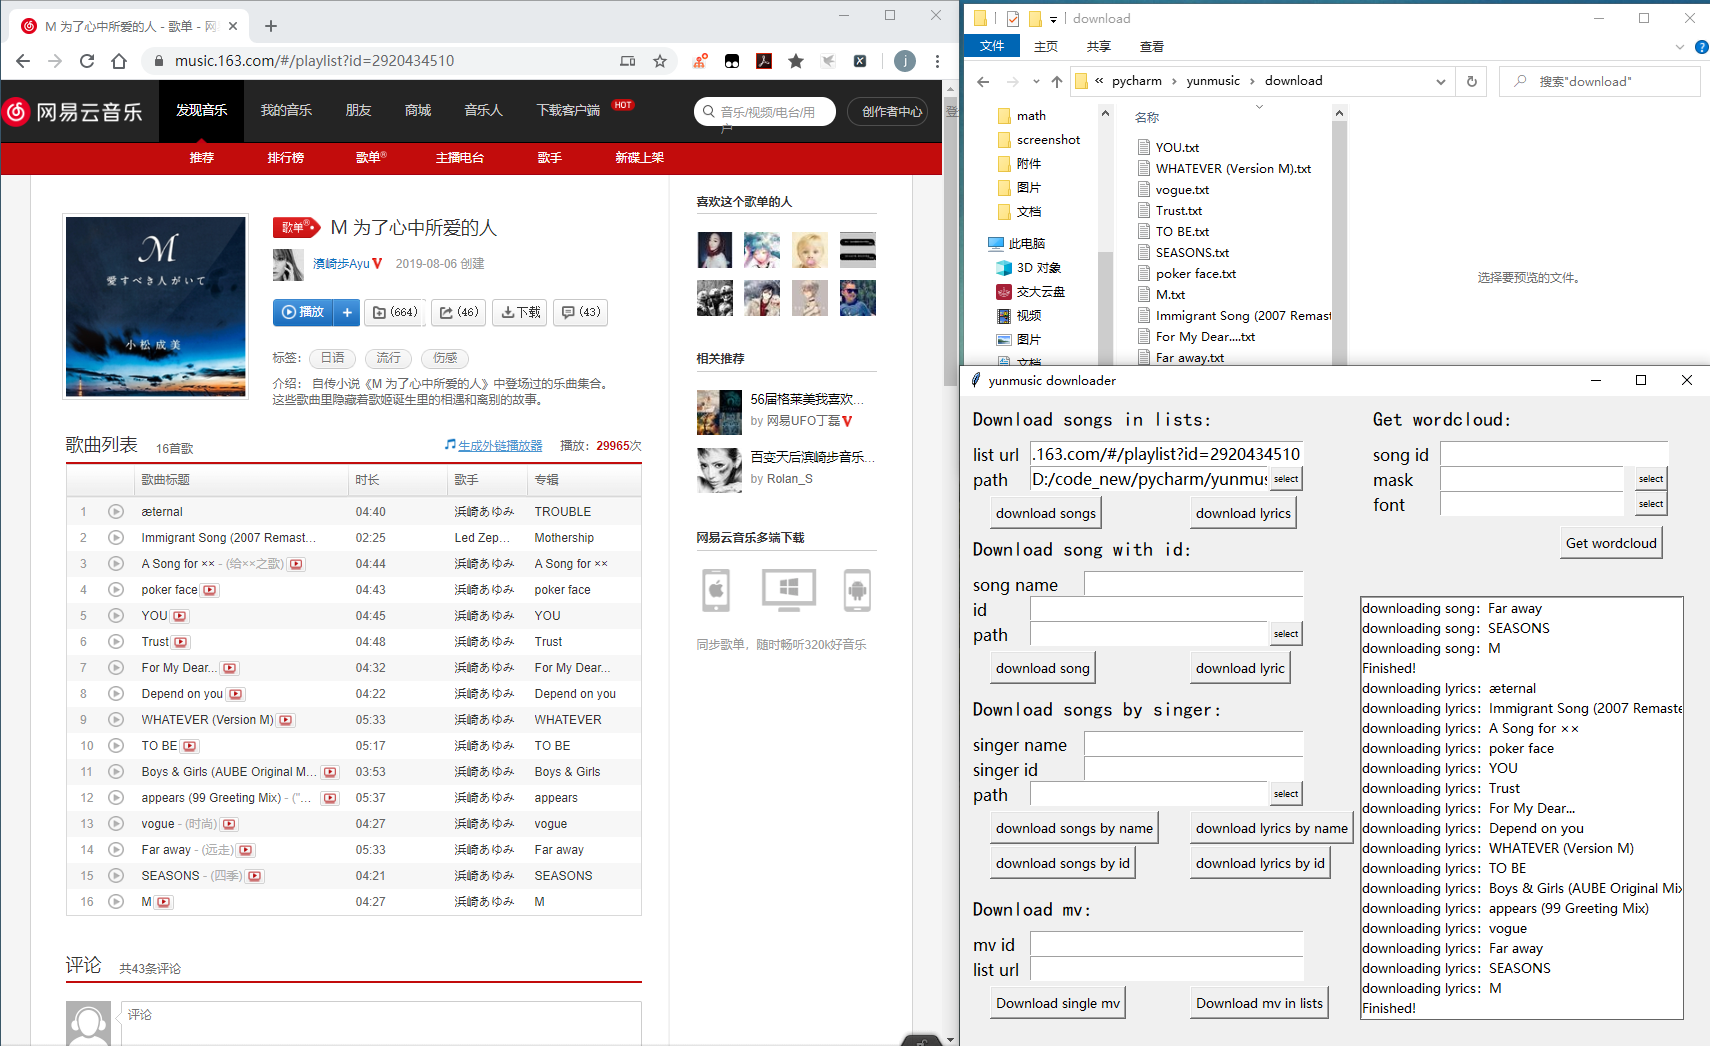 M 为了心中所爱的人 - 歌单 - 网
music.163.com/#/playlist?id=2920434510
j
网易云音乐
发现音乐
我的音乐
朋友
商城
音乐人
下载客户端
HOT
音乐/视频/电台/用户
创作者中心
登
推荐
排行榜
歌单®
主播电台
歌手
新碟上架
M
愛すべき人がいて
小松成美
歌单®
M 为了心中所爱的人
濱崎步Ayu
2019-08-06 创建
播放
+
(664)
(46)
下载
(43)
标签：
日语
流行
伤感
介绍： 自传小说《M 为了心中所爱的人》中登场过的乐曲集合。
这些歌曲里隐藏着歌姬诞生里的相遇和离别的故事。
歌曲列表
16首歌
生成外链播放器
播放：29965次
歌曲标题 时长 歌手 专辑
1 æternal 04:40 浜崎あゆみ TROUBLE
2 Immigrant Song (2007 Remast... 02:25 Led Zep... Mothership
3 A Song for ×× - (给××之歌) 04:44 浜崎あゆみ A Song for ××
4 poker face 04:43 浜崎あゆみ poker face
5 YOU 04:45 浜崎あゆみ YOU
6 Trust 04:48 浜崎あゆみ Trust
7 For My Dear... 04:32 浜崎あゆみ For My Dear...
8 Depend on you 04:22 浜崎あゆみ Depend on you
9 WHATEVER (Version M) 05:33 浜崎あゆみ WHATEVER
10 TO BE 05:17 浜崎あゆみ TO BE
11 Boys & Girls (AUBE Original M... 03:53 浜崎あゆみ Boys & Girls
12 appears (99 Greeting Mix) - ("... 05:37 浜崎あゆみ appears
13 vogue - (时尚) 04:27 浜崎あゆみ vogue
14 Far away - (远走) 05:33 浜崎あゆみ Far away
15 SEASONS - (四季) 04:21 浜崎あゆみ SEASONS
16 M 04:27 浜崎あゆみ M
评论
共43条评论
评论
喜欢这个歌单的人
相关推荐
56届格莱美我喜欢...
by 网易UFO丁磊
百变天后滨崎步音乐...
by Rolan_S
网易云音乐多端下载
同步歌单，随时畅听320k好音乐
download
文件
主页
共享
查看
« pycharm › yunmusic › download
搜索"download"
math
screenshot
附件
图片
文档
此电脑
3D 对象
交大云盘
视频
图片
文档
名称
YOU.txt
WHATEVER (Version M).txt
vogue.txt
Trust.txt
TO BE.txt
SEASONS.txt
poker face.txt
M.txt
Immigrant Song (2007 Remast
For My Dear....txt
Far away.txt
选择要预览的文件。
yunmusic downloader
Download songs in lists:
list url .163.com/#/playlist?id=2920434510
path D:/code_new/pycharm/yunmus select
download songs
download lyrics
Download song with id:
song name
id
path select
download song
download lyric
Download songs by singer:
singer name
singer id
path select
download songs by name
download lyrics by name
download songs by id
download lyrics by id
Download mv:
mv id
list url
Download single mv
Download mv in lists
Get wordcloud:
song id
mask select
font select
Get wordcloud
downloading song: Far away
downloading song: SEASONS
downloading song: M
Finished!
downloading lyrics: æternal
downloading lyrics: Immigrant Song (2007 Remaste
downloading lyrics: A Song for ××
downloading lyrics: poker face
downloading lyrics: YOU
downloading lyrics: Trust
downloading lyrics: For My Dear...
downloading lyrics: Depend on you
downloading lyrics: WHATEVER (Version M)
downloading lyrics: TO BE
downloading lyrics: Boys & Girls (AUBE Original Mix
downloading lyrics: appears (99 Greeting Mix)
downloading lyrics: vogue
downloading lyrics: Far away
downloading lyrics: SEASONS
downloading lyrics: M
Finished!